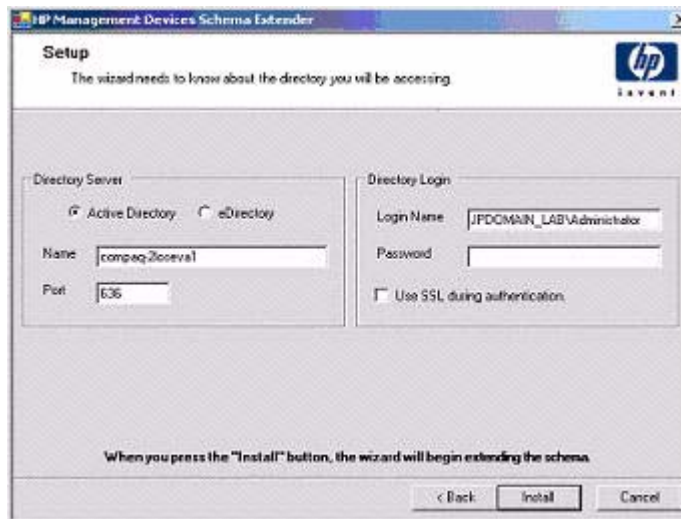 HP Management Devices Schema Extender
Setup
The wizard needs to know about the directory you will be accessing.
hp
invent
Directory Server
Active Directory
eDirectory
Name
compaq-2loseva1
Port
636
Directory Login
Login Name
JPDOMAIN_LAB\Administrator
Password
Use SSL during authentication.
When you press the "Install" button, the wizard will begin extending the schema.
< Back
Install
Cancel